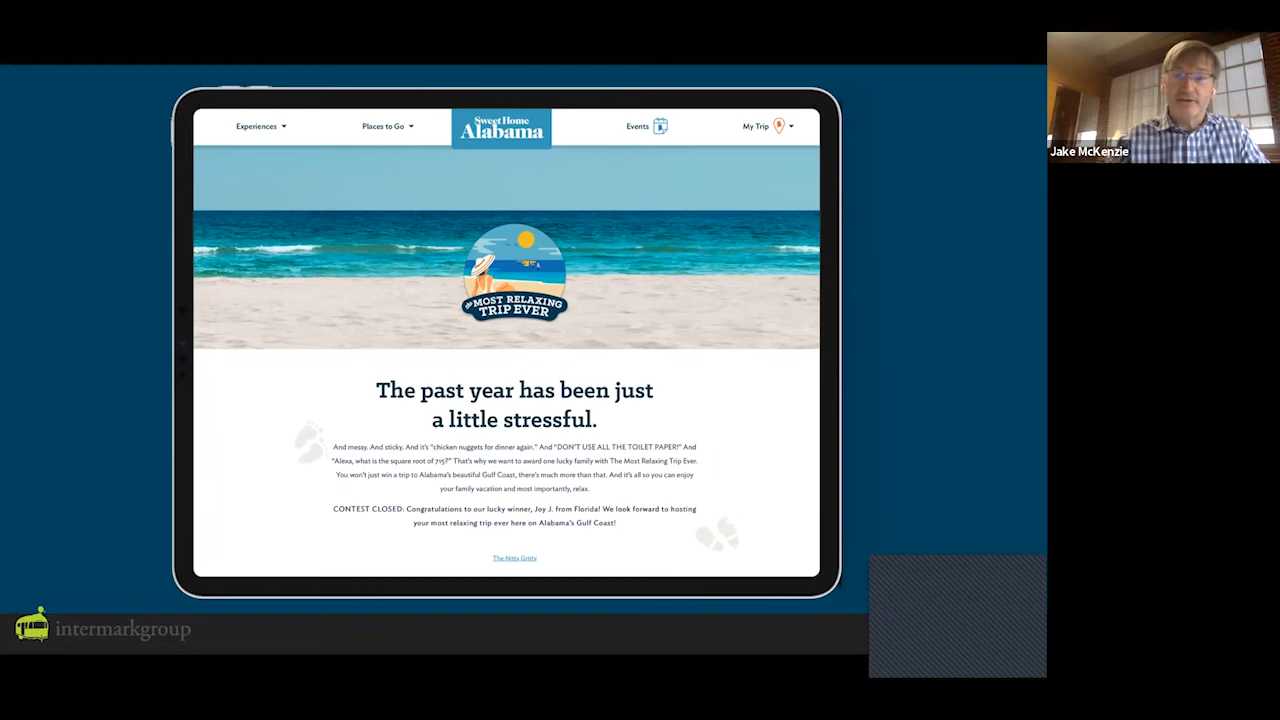 Experiences
Places to Go
Sweet Home
Alabama
Events
My Trip
Jake McKenzie
the MOST RELAXING
TRIP EVER
The past year has been just
a little stressful.
And messy. And sticky. And it's “chicken nuggets for dinner again.” And “DON'T USE ALL THE TOILET PAPER!” And
“Alexa, what is the square root of 715?” That's why we want to award one lucky family with The Most Relaxing Trip Ever.
You won't just win a trip to Alabama's beautiful Gulf Coast, there's much more than that. And it's all so you can enjoy
your family vacation and most importantly, relax.
CONTEST CLOSED: Congratulations to our lucky winner, Joy J. from Florida! We look forward to hosting
your most relaxing trip ever here on Alabama's Gulf Coast!
The Nitty Gritty
intermarkgroup